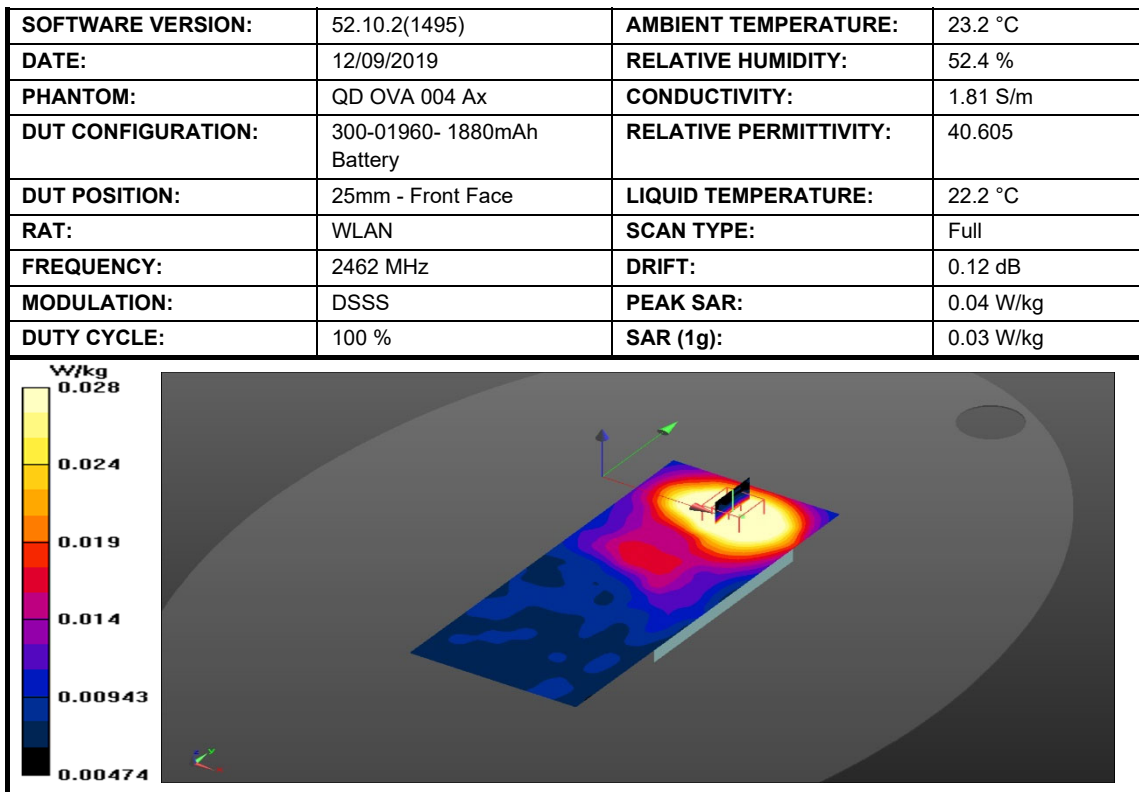 SOFTWARE VERSION: 52.10.2(1495) AMBIENT TEMPERATURE: 23.2 °C
DATE: 12/09/2019 RELATIVE HUMIDITY: 52.4 %
PHANTOM: QD OVA 004 Ax CONDUCTIVITY: 1.81 S/m
DUT CONFIGURATION: 300-01960- 1880mAh RELATIVE PERMITTIVITY: 40.605
Battery
DUT POSITION: 25mm - Front Face LIQUID TEMPERATURE: 22.2 °C
RAT: WLAN SCAN TYPE: Full
FREQUENCY: 2462 MHz DRIFT: 0.12 dB
MODULATION: DSSS PEAK SAR: 0.04 W/kg
DUTY CYCLE: 100 % SAR (1g): 0.03 W/kg
W/kg
0.028
0.024
0.019
0.014
0.00943
0.00474